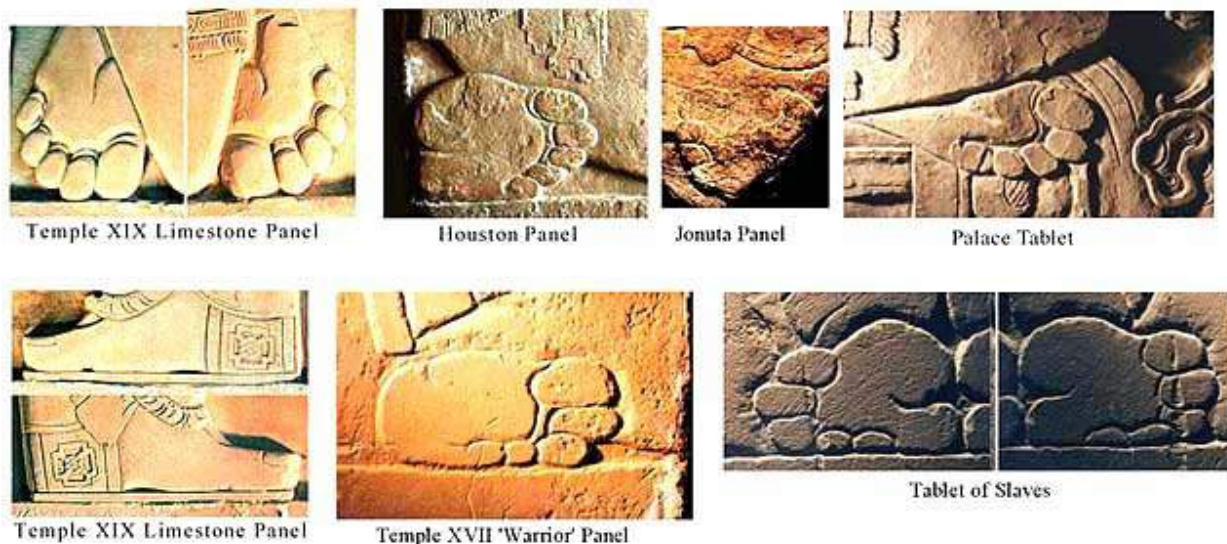 Temple XIX Limestone Panel
Houston Panel
Jonuta Panel
Palace Tablet
Temple XIX Limestone Panel
Temple XVII 'Warrior' Panel
Tablet of Slaves